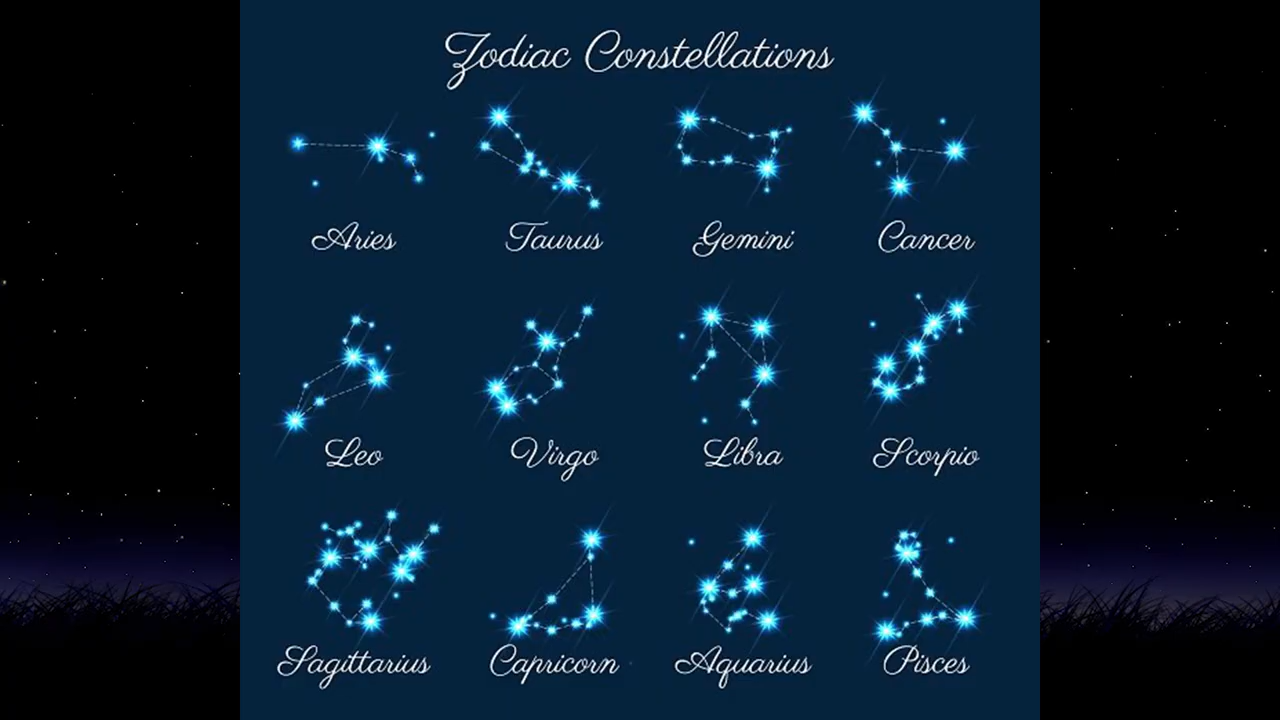 Zodiac Constellations
Aries Taurus Gemini Cancer
Leo Virgo Libra Scorpio
Sagittarius Capricorn Aquarius Pisces